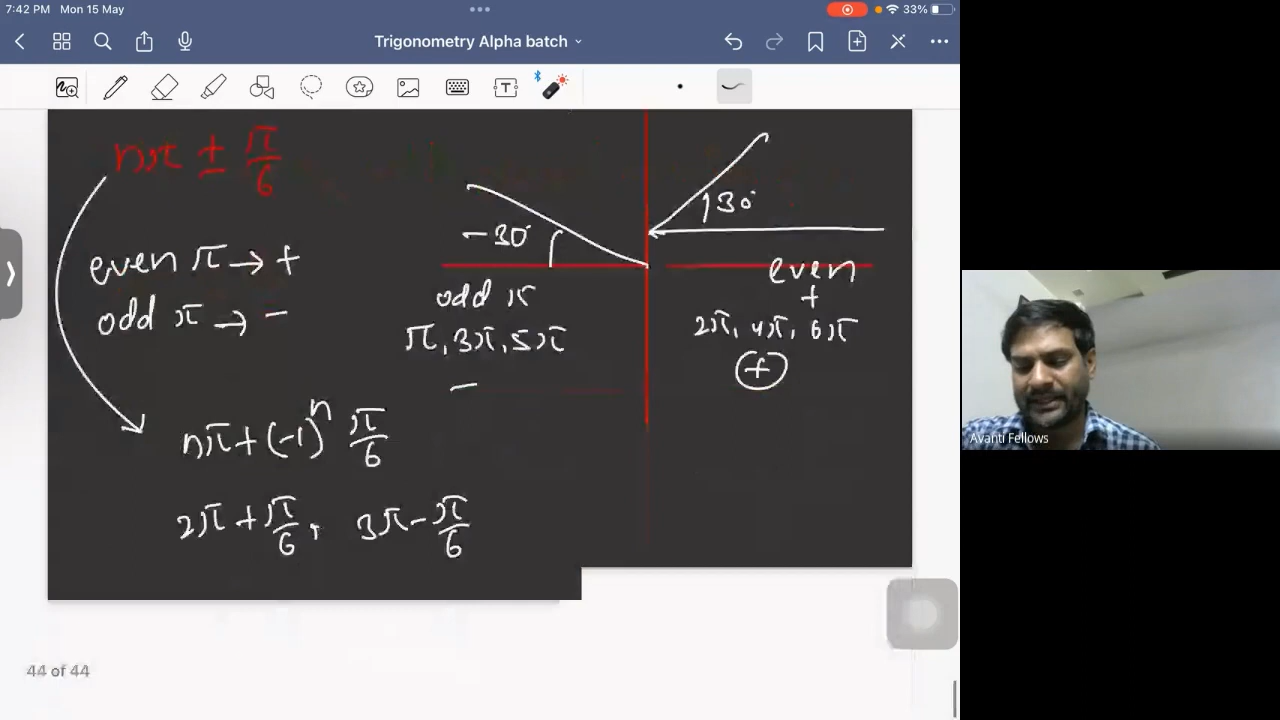 7:42 PM Mon 15 May
33%
Trigonometry Alpha batch
nπ ± π/6
even π → +
odd π → -
nπ + (-1)^n π/6
2π + π/6, 3π - π/6
-30°
odd π
π, 3π, 5π
-
30°
even
+
2π, 4π, 6π
+
44 of 44
Avanti Fellows